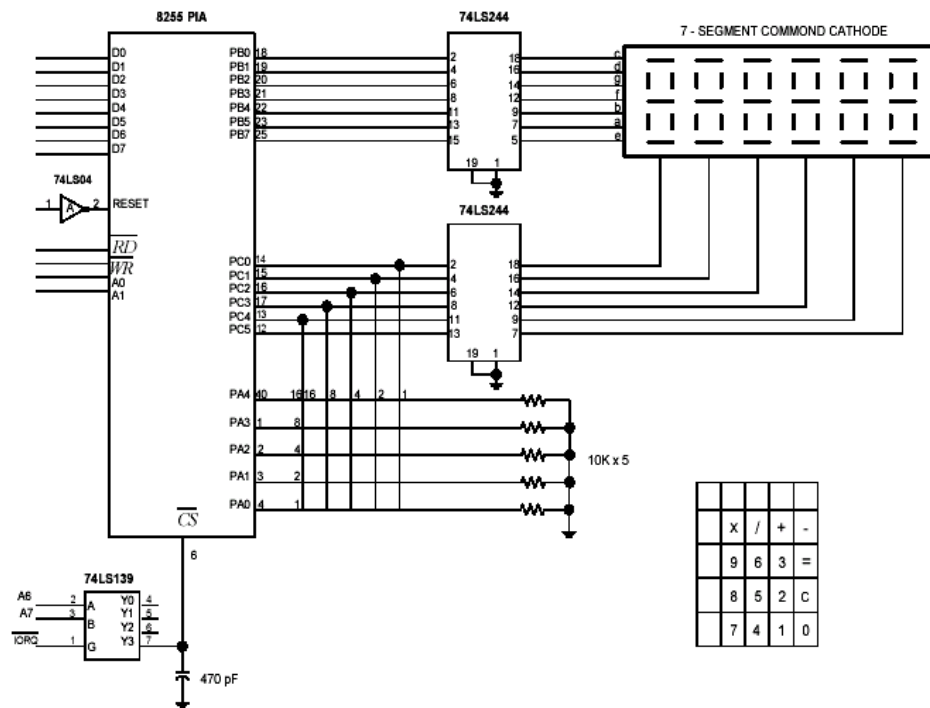 8255 PIA
74LS244
7 - SEGMENT COMMOND CATHODE
D0
D1
D2
D3
D4
D5
D6
D7
PB0 18
PB1 19
PB2 20
PB3 21
PB4 22
PB5 23
PB7 25
2 18
4 16
6 14
8 12
11 9
13 7
15 5
19 1
c
d
g
f
b
a
e
74LS04
1 A 2 RESET
RD
WR
A0
A1
74LS244
PC0 14
PC1 15
PC2 16
PC3 17
PC4 13
PC5 12
2 18
4 16
6 14
8 12
11 9
13 7
19 1
PA4 40 16 16 8 4 2 1
PA3 1 8
PA2 2 4
PA1 3 2
PA0 4 1
10K x 5
CS
6
74LS139
A6 2 A Y0 4
A7 3 B Y1 5
Y2 6
IORQ 1 G Y3 7
470 pF
x / + -
9 6 3 =
8 5 2 C
7 4 1 0